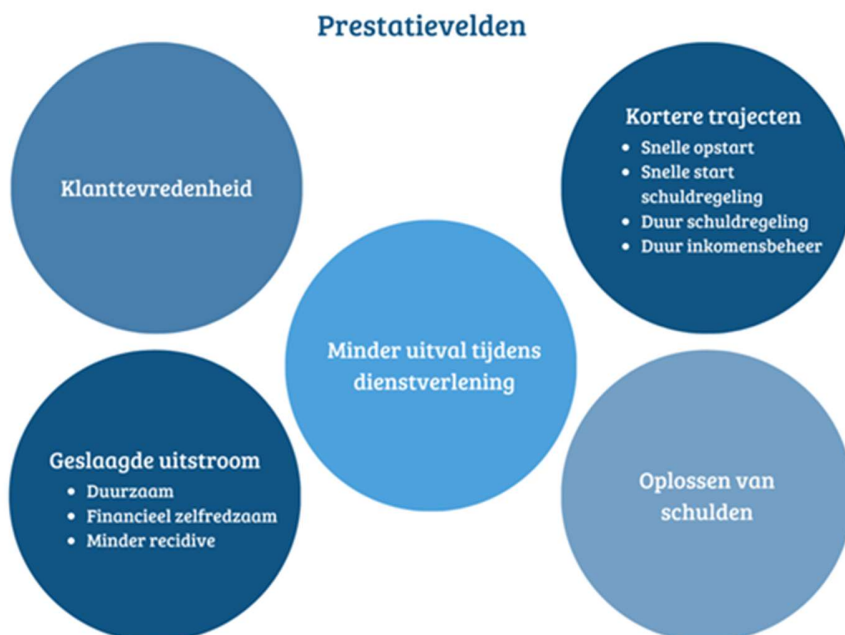 Prestatievelden
Klanttevredenheid
Kortere trajecten
• Snelle opstart
• Snelle start
schuldregeling
• Duur schuldregeling
• Duur inkomensbeheer
Minder uitval tijdens
dienstverlening
Geslaagde uitstroom
• Duurzaam
• Financieel zelfredzaam
• Minder recidive
Oplossen van
schulden